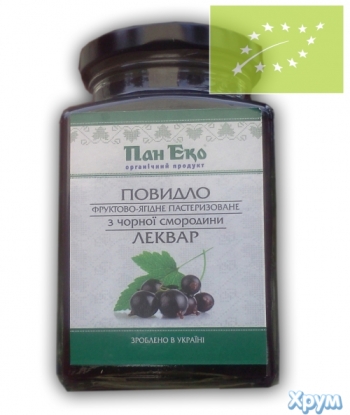 Пан Еко
органічний продукт
ПОВИДЛО
ФРУКТОВО-ЯГІДНЕ ПАСТЕРИЗОВАНЕ
з чорної смородини
ЛЕКВАР
ЗРОБЛЕНО В УКРАЇНІ
Хрум